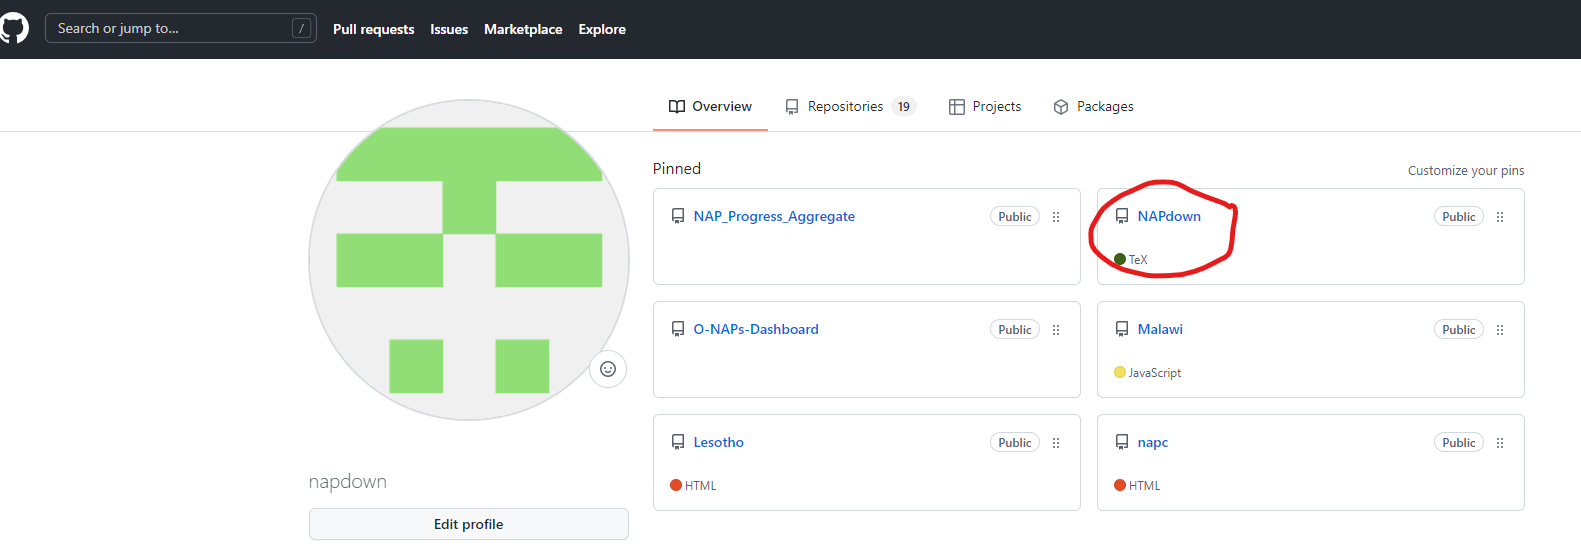 Search or jump to... /
Pull requests Issues Marketplace Explore
Overview Repositories 19 Projects Packages
Pinned Customize your pins
NAP_Progress_Aggregate Public
NAPdown Public
TeX
O-NAPs-Dashboard Public
Malawi Public
JavaScript
Lesotho Public
HTML
napc Public
HTML
napdown
Edit profile